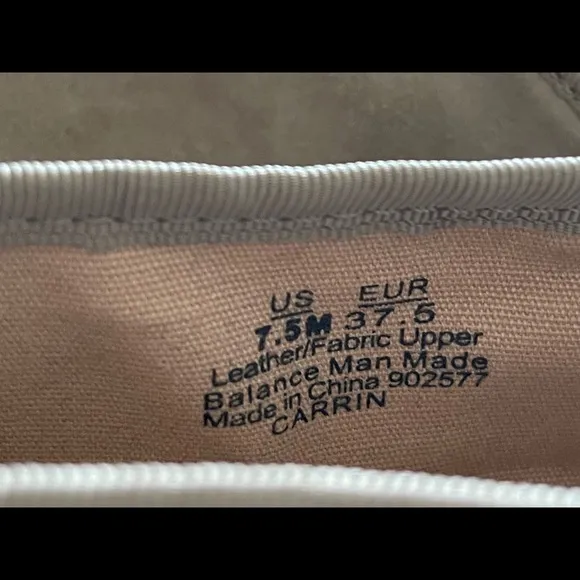 US EUR
7.5M 37.5
Leather/Fabric Upper
Balance Man Made
Made in China 902577
CARRIN